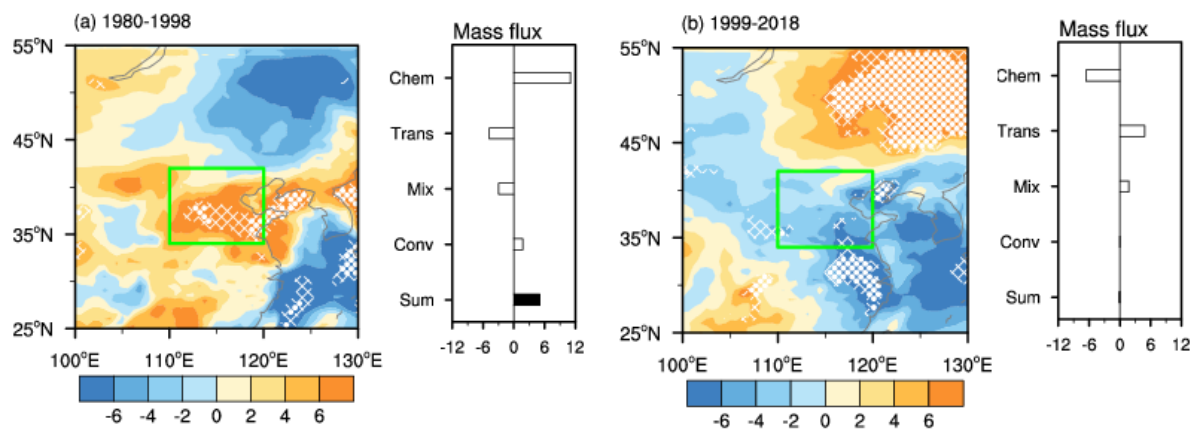 (a) 1980-1998
Mass flux
55°N
45°N
35°N
25°N
100°E
110°E
120°E
130°E
Chem
Trans
Mix
Conv
Sum
-12
-6
0
6
12
-6
-4
-2
0
2
4
6
(b) 1999-2018
Mass flux
55°N
45°N
35°N
25°N
100°E
110°E
120°E
130°E
Chem
Trans
Mix
Conv
Sum
-12
-6
0
6
12
-6
-4
-2
0
2
4
6